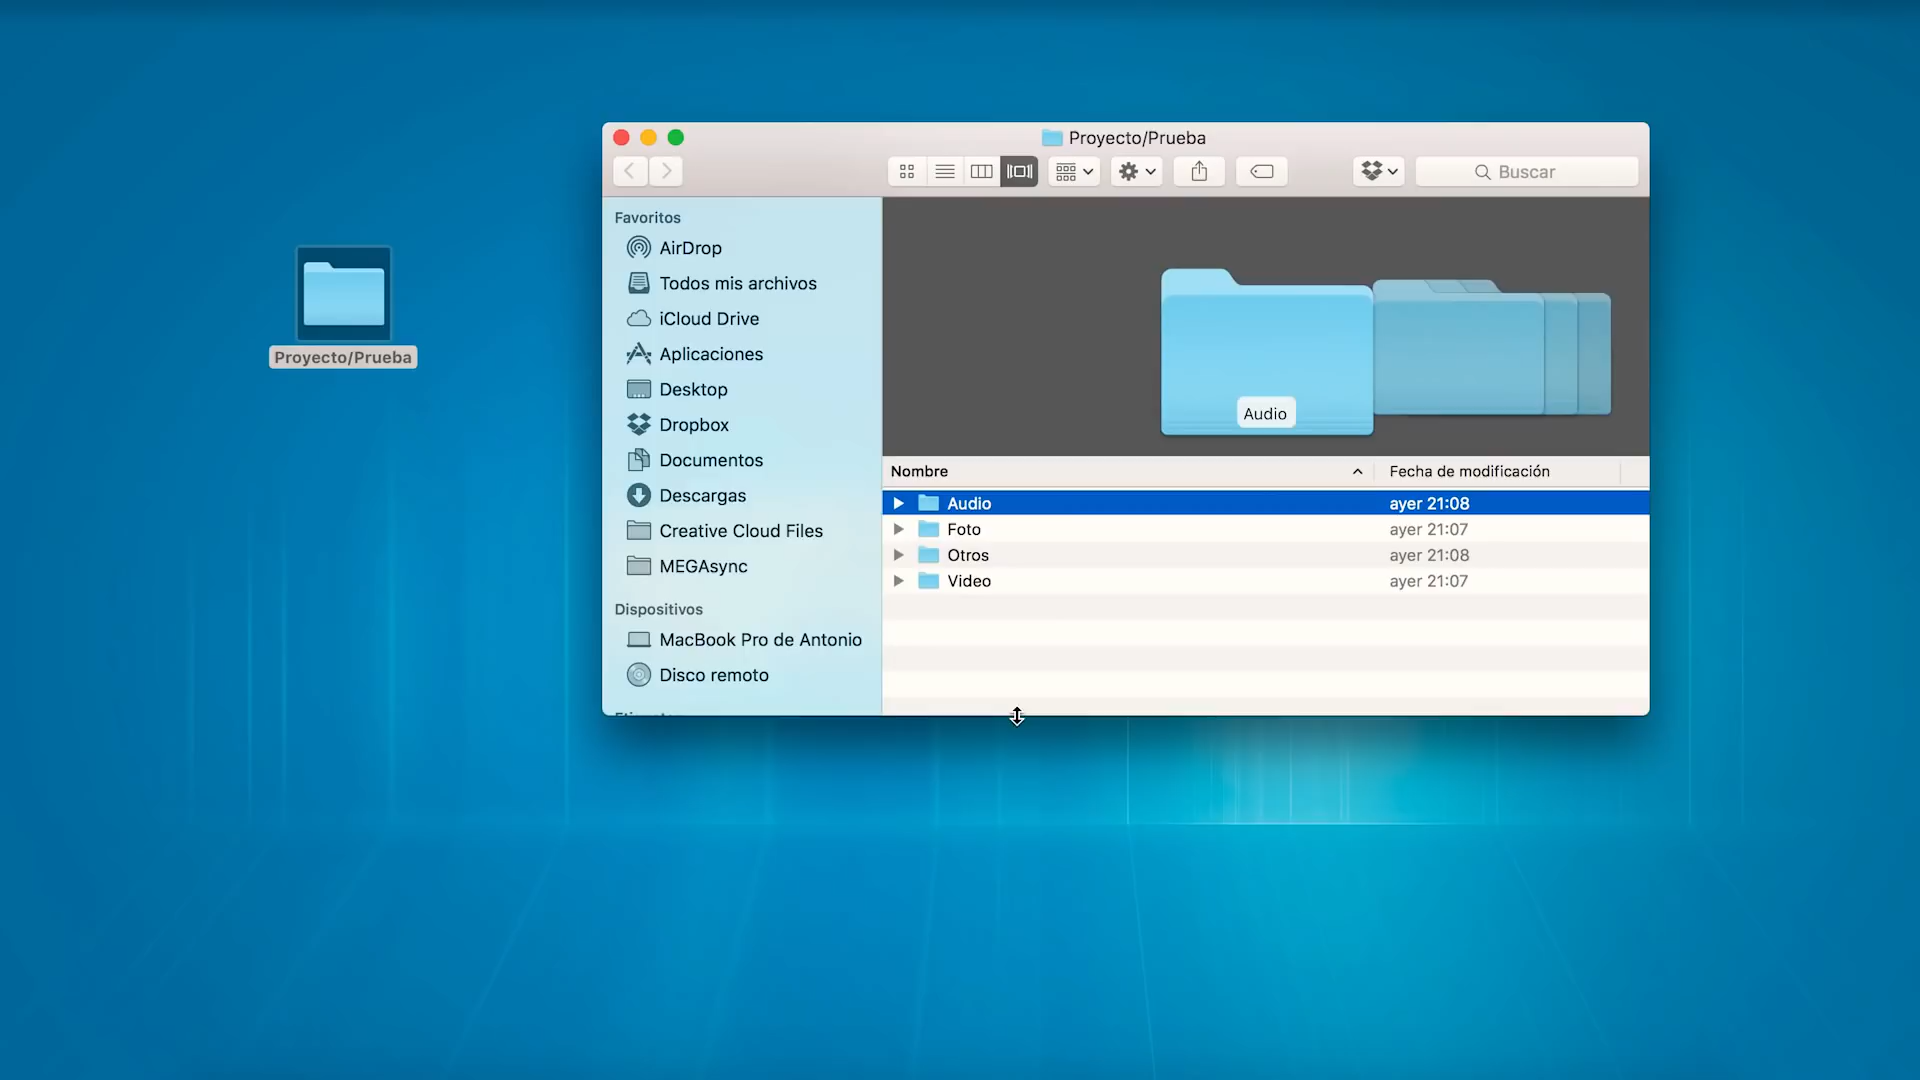 Proyecto/Prueba
Buscar
Favoritos
AirDrop
Todos mis archivos
iCloud Drive
Aplicaciones
Desktop
Dropbox
Documentos
Descargas
Creative Cloud Files
MEGAsync
Dispositivos
MacBook Pro de Antonio
Disco remoto
Proyecto/Prueba
Audio
Nombre Fecha de modificación
Audio ayer 21:08
Foto ayer 21:07
Otros ayer 21:08
Video ayer 21:07